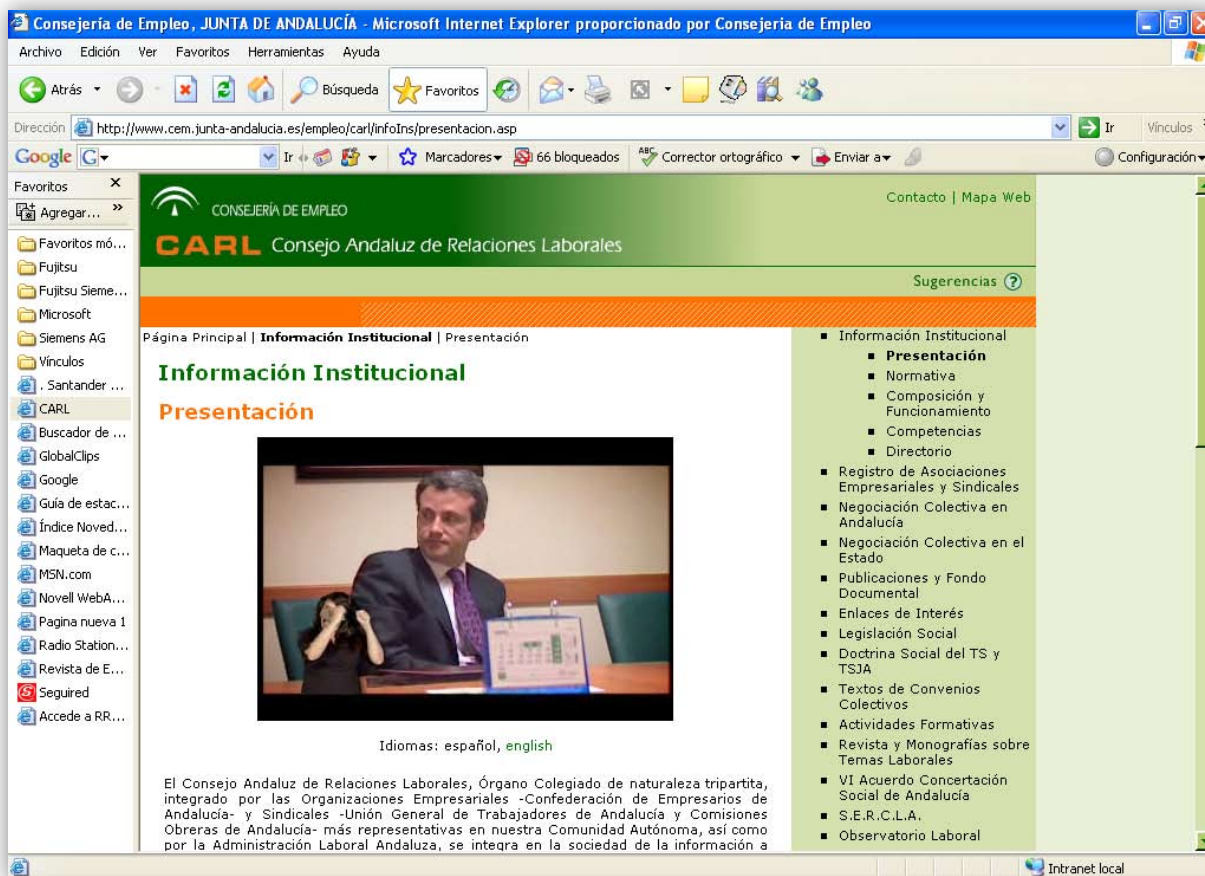 Consejería de Empleo, JUNTA DE ANDALUCÍA - Microsoft Internet Explorer proporcionado por Consejeria de Empleo
Archivo Edición Ver Favoritos Herramientas Ayuda
Atrás Búsqueda Favoritos
Dirección http://www.cem.junta-andalucia.es/empleo/carl/infoIns/presentacion.asp Ir Vínculos
Google G Ir Marcadores 66 bloqueados ABC Corrector ortográfico Enviar a Configuración
Favoritos X
Agregar... »
Favoritos mó...
Fujitsu
Fujitsu Sieme...
Microsoft
Siemens AG
Vínculos
. Santander ...
CARL
Buscador de ...
GlobalClips
Google
Guía de estac...
Índice Noved...
Maqueta de c...
MSN.com
Novell WebA...
Pagina nueva 1
Radio Station...
Revista de E...
Seguired
Accede a RR...
CONSEJERÍA DE EMPLEO
Contacto | Mapa Web
CARL Consejo Andaluz de Relaciones Laborales
Sugerencias ?
Página Principal | Información Institucional | Presentación
Información Institucional
Presentación
Idiomas: español, english
El Consejo Andaluz de Relaciones Laborales, Órgano Colegiado de naturaleza tripartita,
integrado por las Organizaciones Empresariales -Confederación de Empresarios de
Andalucía- y Sindicales -Unión General de Trabajadores de Andalucía y Comisiones
Obreras de Andalucía- más representativas en nuestra Comunidad Autónoma, así como
por la Administración Laboral Andaluza, se integra en la sociedad de la información a
Información Institucional
Presentación
Normativa
Composición y
Funcionamiento
Competencias
Directorio
Registro de Asociaciones
Empresariales y Sindicales
Negociación Colectiva en
Andalucía
Negociación Colectiva en el
Estado
Publicaciones y Fondo
Documental
Enlaces de Interés
Legislación Social
Doctrina Social del TS y
TSJA
Textos de Convenios
Colectivos
Actividades Formativas
Revista y Monografías sobre
Temas Laborales
VI Acuerdo Concertación
Social de Andalucía
S.E.R.C.L.A.
Observatorio Laboral
Intranet local